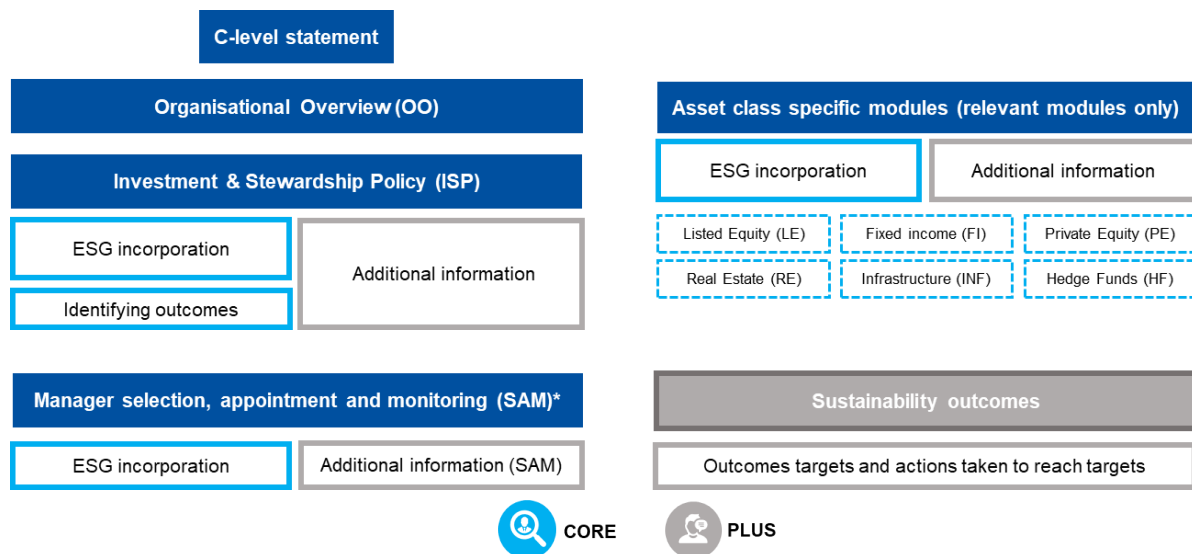 C-level statement
Organisational Overview (OO)
Investment & Stewardship Policy (ISP)
ESG incorporation
Additional information
Identifying outcomes
Manager selection, appointment and monitoring (SAM)*
ESG incorporation
Additional information (SAM)
Asset class specific modules (relevant modules only)
ESG incorporation
Additional information
Listed Equity (LE)
Fixed income (FI)
Private Equity (PE)
Real Estate (RE)
Infrastructure (INF)
Hedge Funds (HF)
Sustainability outcomes
Outcomes targets and actions taken to reach targets
CORE
PLUS